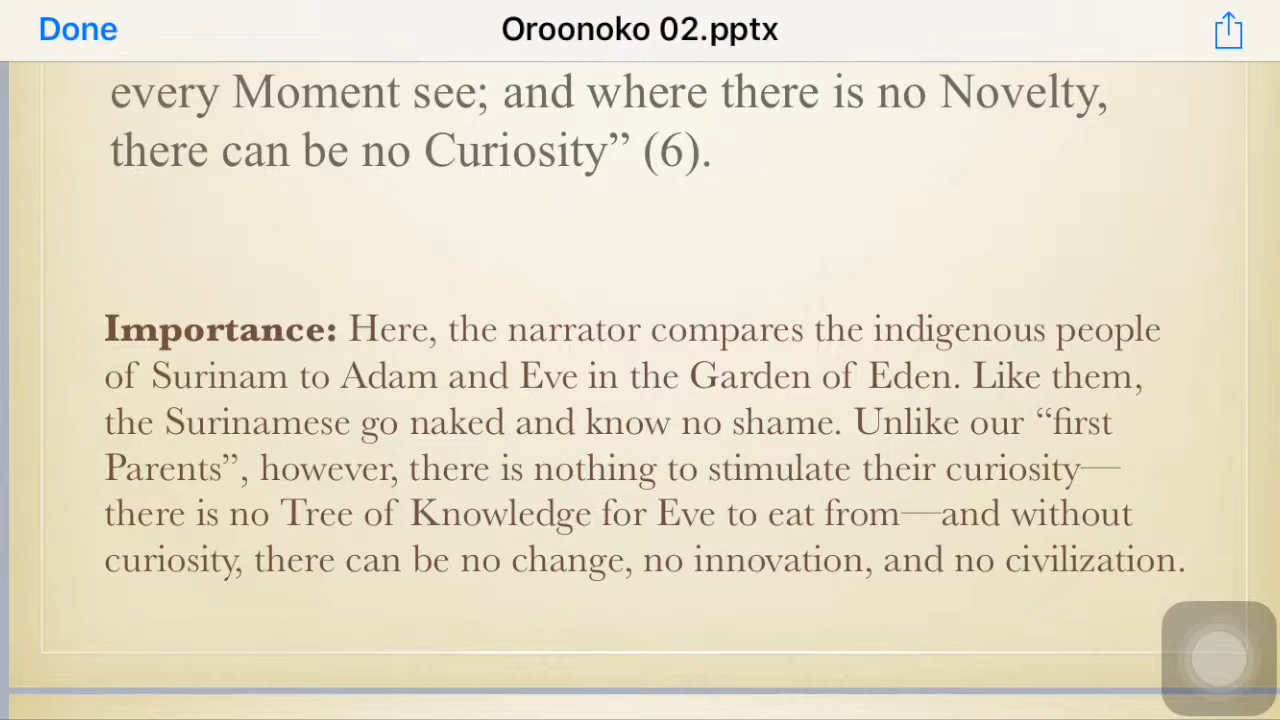 Done
Oroonoko 02.pptx
every Moment see; and where there is no Novelty,
there can be no Curiosity” (6).
Importance: Here, the narrator compares the indigenous people
of Surinam to Adam and Eve in the Garden of Eden. Like them,
the Surinamese go naked and know no shame. Unlike our “first
Parents”, however, there is nothing to stimulate their curiosity—
there is no Tree of Knowledge for Eve to eat from—and without
curiosity, there can be no change, no innovation, and no civilization.